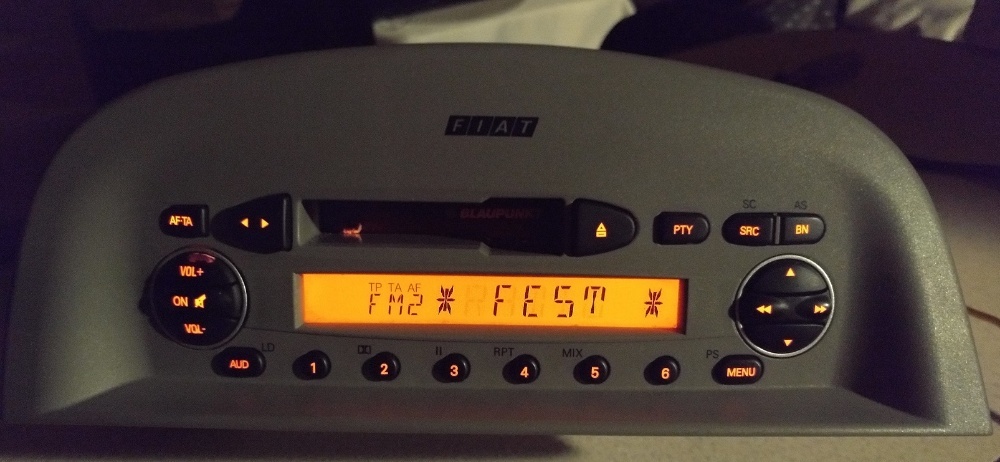 FIAT
BLAUPUNKT
SC AS
AF-TA PTY SRC BN
VOL+
ON
VOL-
TP TA AF
FM2 * FEST *
LD II RPT MIX PS
AUD 1 2 3 4 5 6 MENU